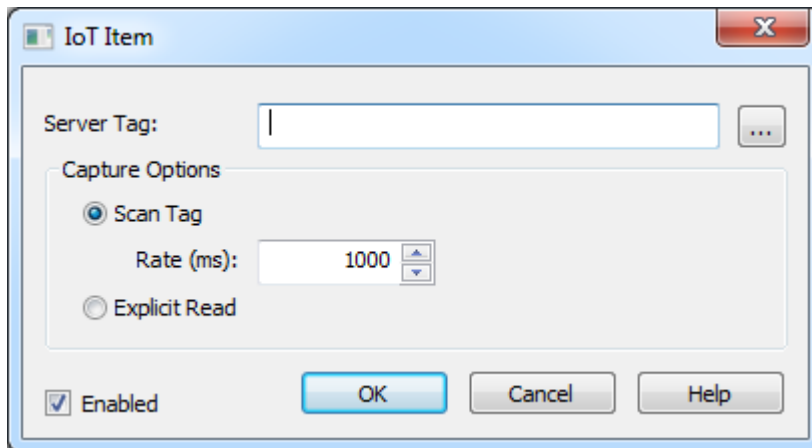 IoT Item
Server Tag:
...
Capture Options
Scan Tag
Rate (ms): 1000
Explicit Read
Enabled OK Cancel Help